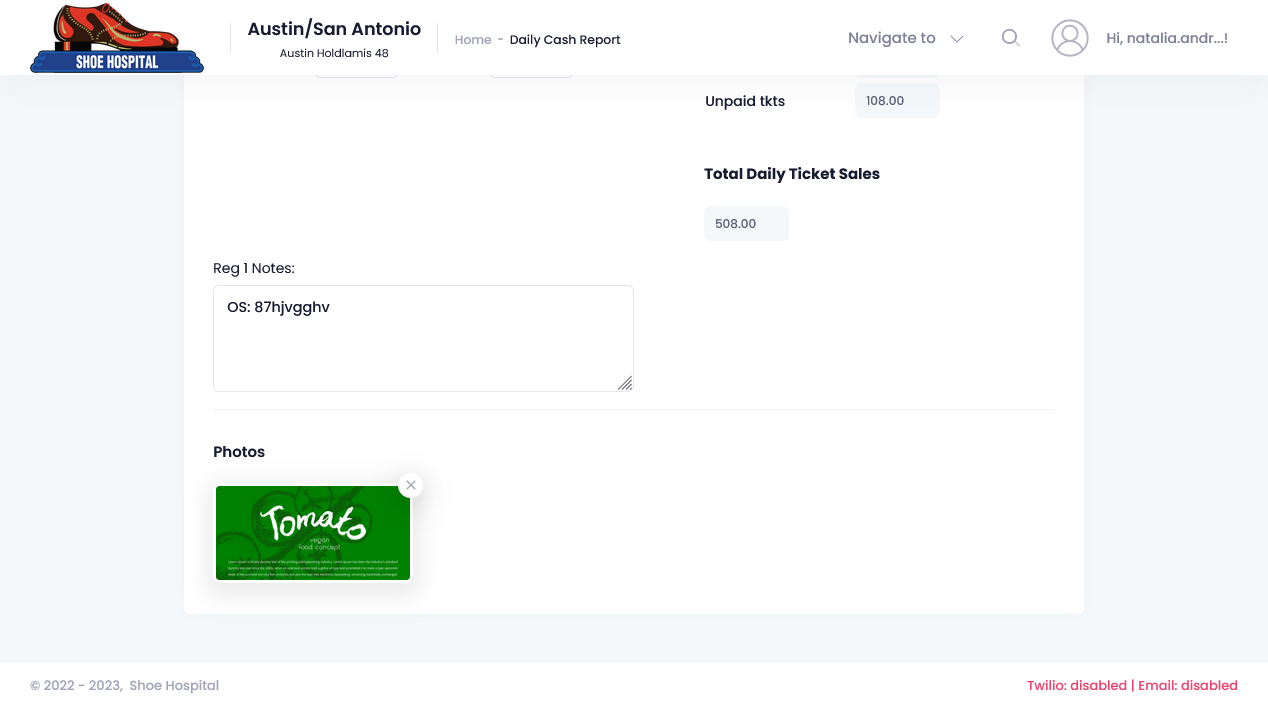 SHOE HOSPITAL
Austin/San Antonio
Austin Holdlamis 48
Home - Daily Cash Report
Navigate to
Hi, natalia.andr...!
Unpaid tkts
108.00
Total Daily Ticket Sales
508.00
Reg 1 Notes:
OS: 87hjvgghv
Photos
Tomato
vegan
food concept
© 2022 - 2023, Shoe Hospital
Twilio: disabled | Email: disabled